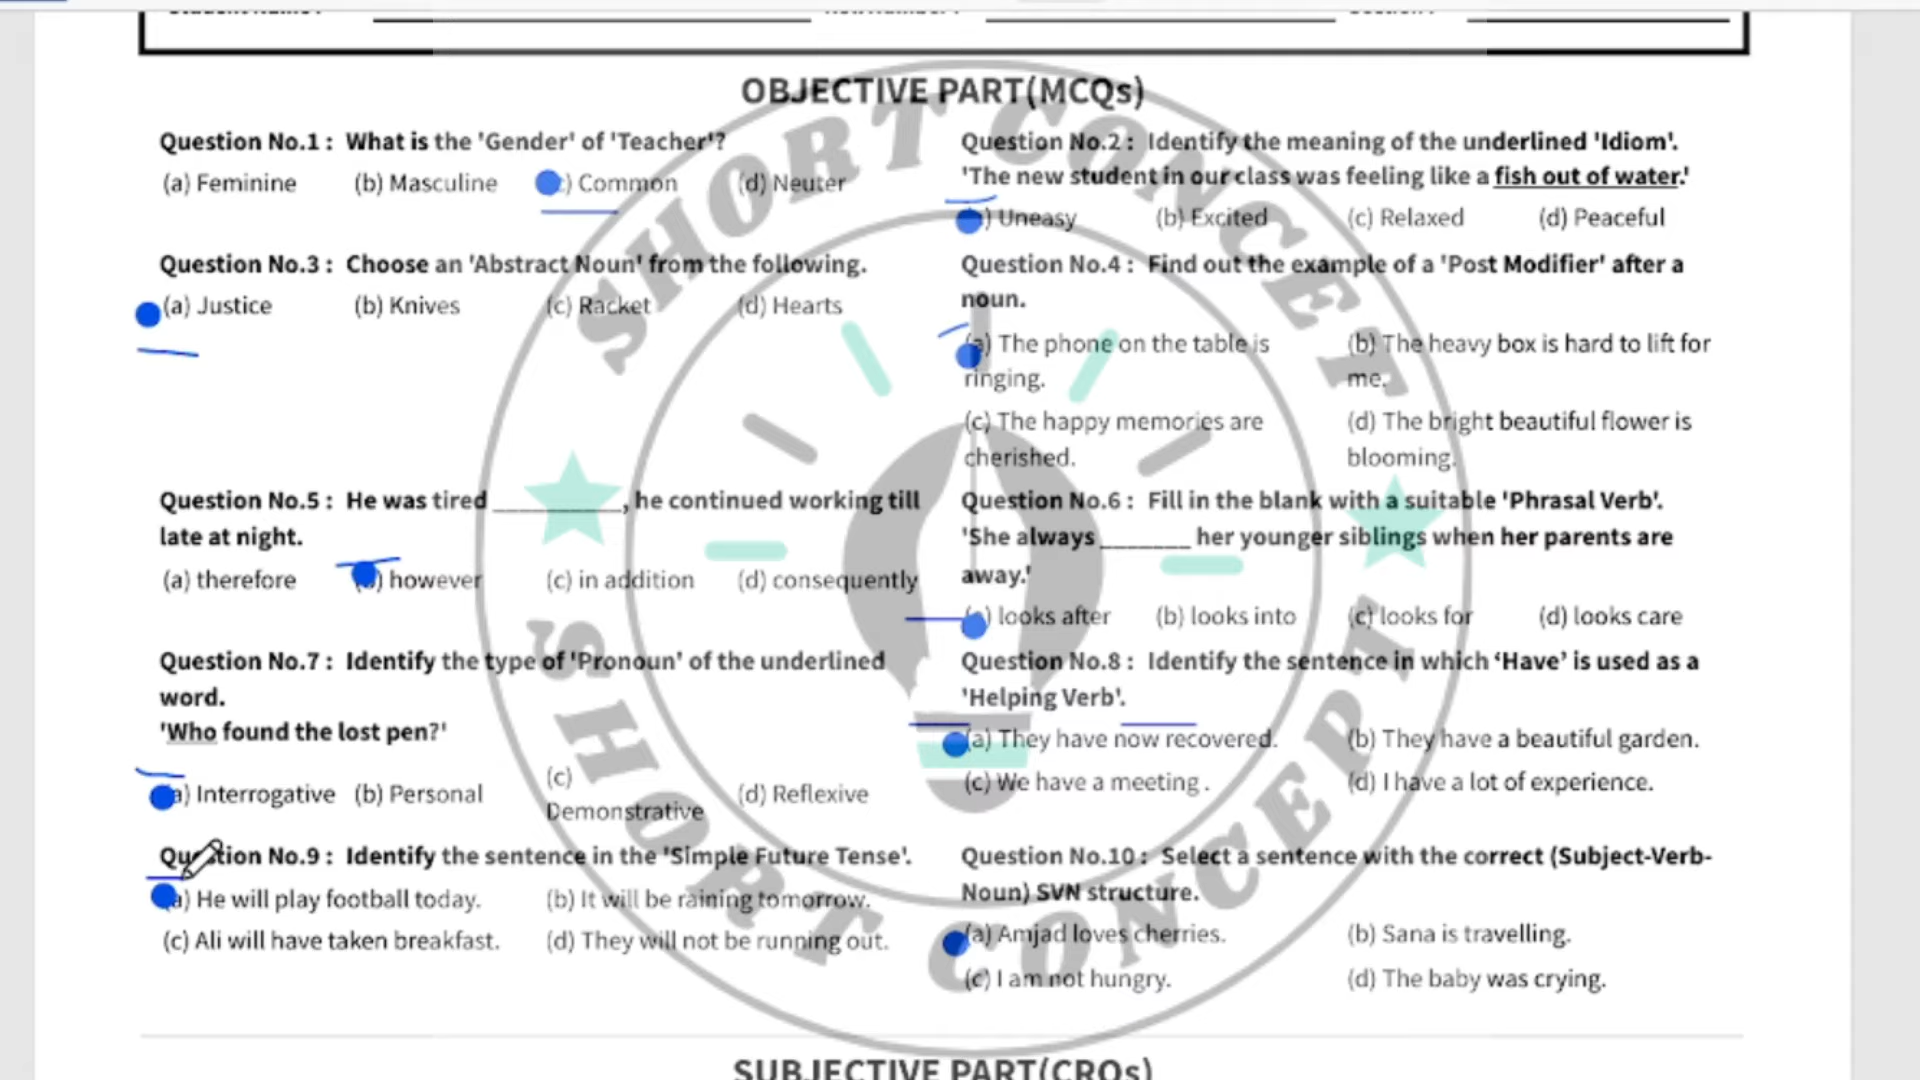 OBJECTIVE PART(MCQs)
Question No.1 : What is the 'Gender' of 'Teacher'?
(a) Feminine (b) Masculine ) Common (d) Neuter
Question No.2 : Identify the meaning of the underlined 'Idiom'.
'The new student in our class was feeling like a fish out of water.'
) Uneasy (b) Excited (c) Relaxed (d) Peaceful
Question No.3 : Choose an 'Abstract Noun' from the following.
(a) Justice (b) Knives (c) Racket (d) Hearts
Question No.4 : Find out the example of a 'Post Modifier' after a
noun.
(a) The phone on the table is
ringing.
(b) The heavy box is hard to lift for
me.
(c) The happy memories are
cherished.
(d) The bright beautiful flower is
blooming.
Question No.5 : He was tired __________, he continued working till
late at night.
(a) therefore ) however (c) in addition (d) consequently
Question No.6 : Fill in the blank with a suitable 'Phrasal Verb'.
'She always _______ her younger siblings when her parents are
away.'
(a) looks after (b) looks into (c) looks for (d) looks care
Question No.7 : Identify the type of 'Pronoun' of the underlined
word.
'Who found the lost pen?'
a) Interrogative (b) Personal (c)
Demonstrative
(d) Reflexive
Question No.8 : Identify the sentence in which ‘Have’ is used as a
'Helping Verb'.
(a) They have now recovered. (b) They have a beautiful garden.
(c) We have a meeting . (d) I have a lot of experience.
Question No.9 : Identify the sentence in the 'Simple Future Tense'.
a) He will play football today. (b) It will be raining tomorrow.
(c) Ali will have taken breakfast. (d) They will not be running out.
Question No.10 : Select a sentence with the correct (Subject-Verb-
Noun) SVN structure.
(a) Amjad loves cherries. (b) Sana is travelling.
(c) I am not hungry. (d) The baby was crying.
SUBJECTIVE PART(CRQs)
SHORT CONCEPT
SHORT CONCEPT